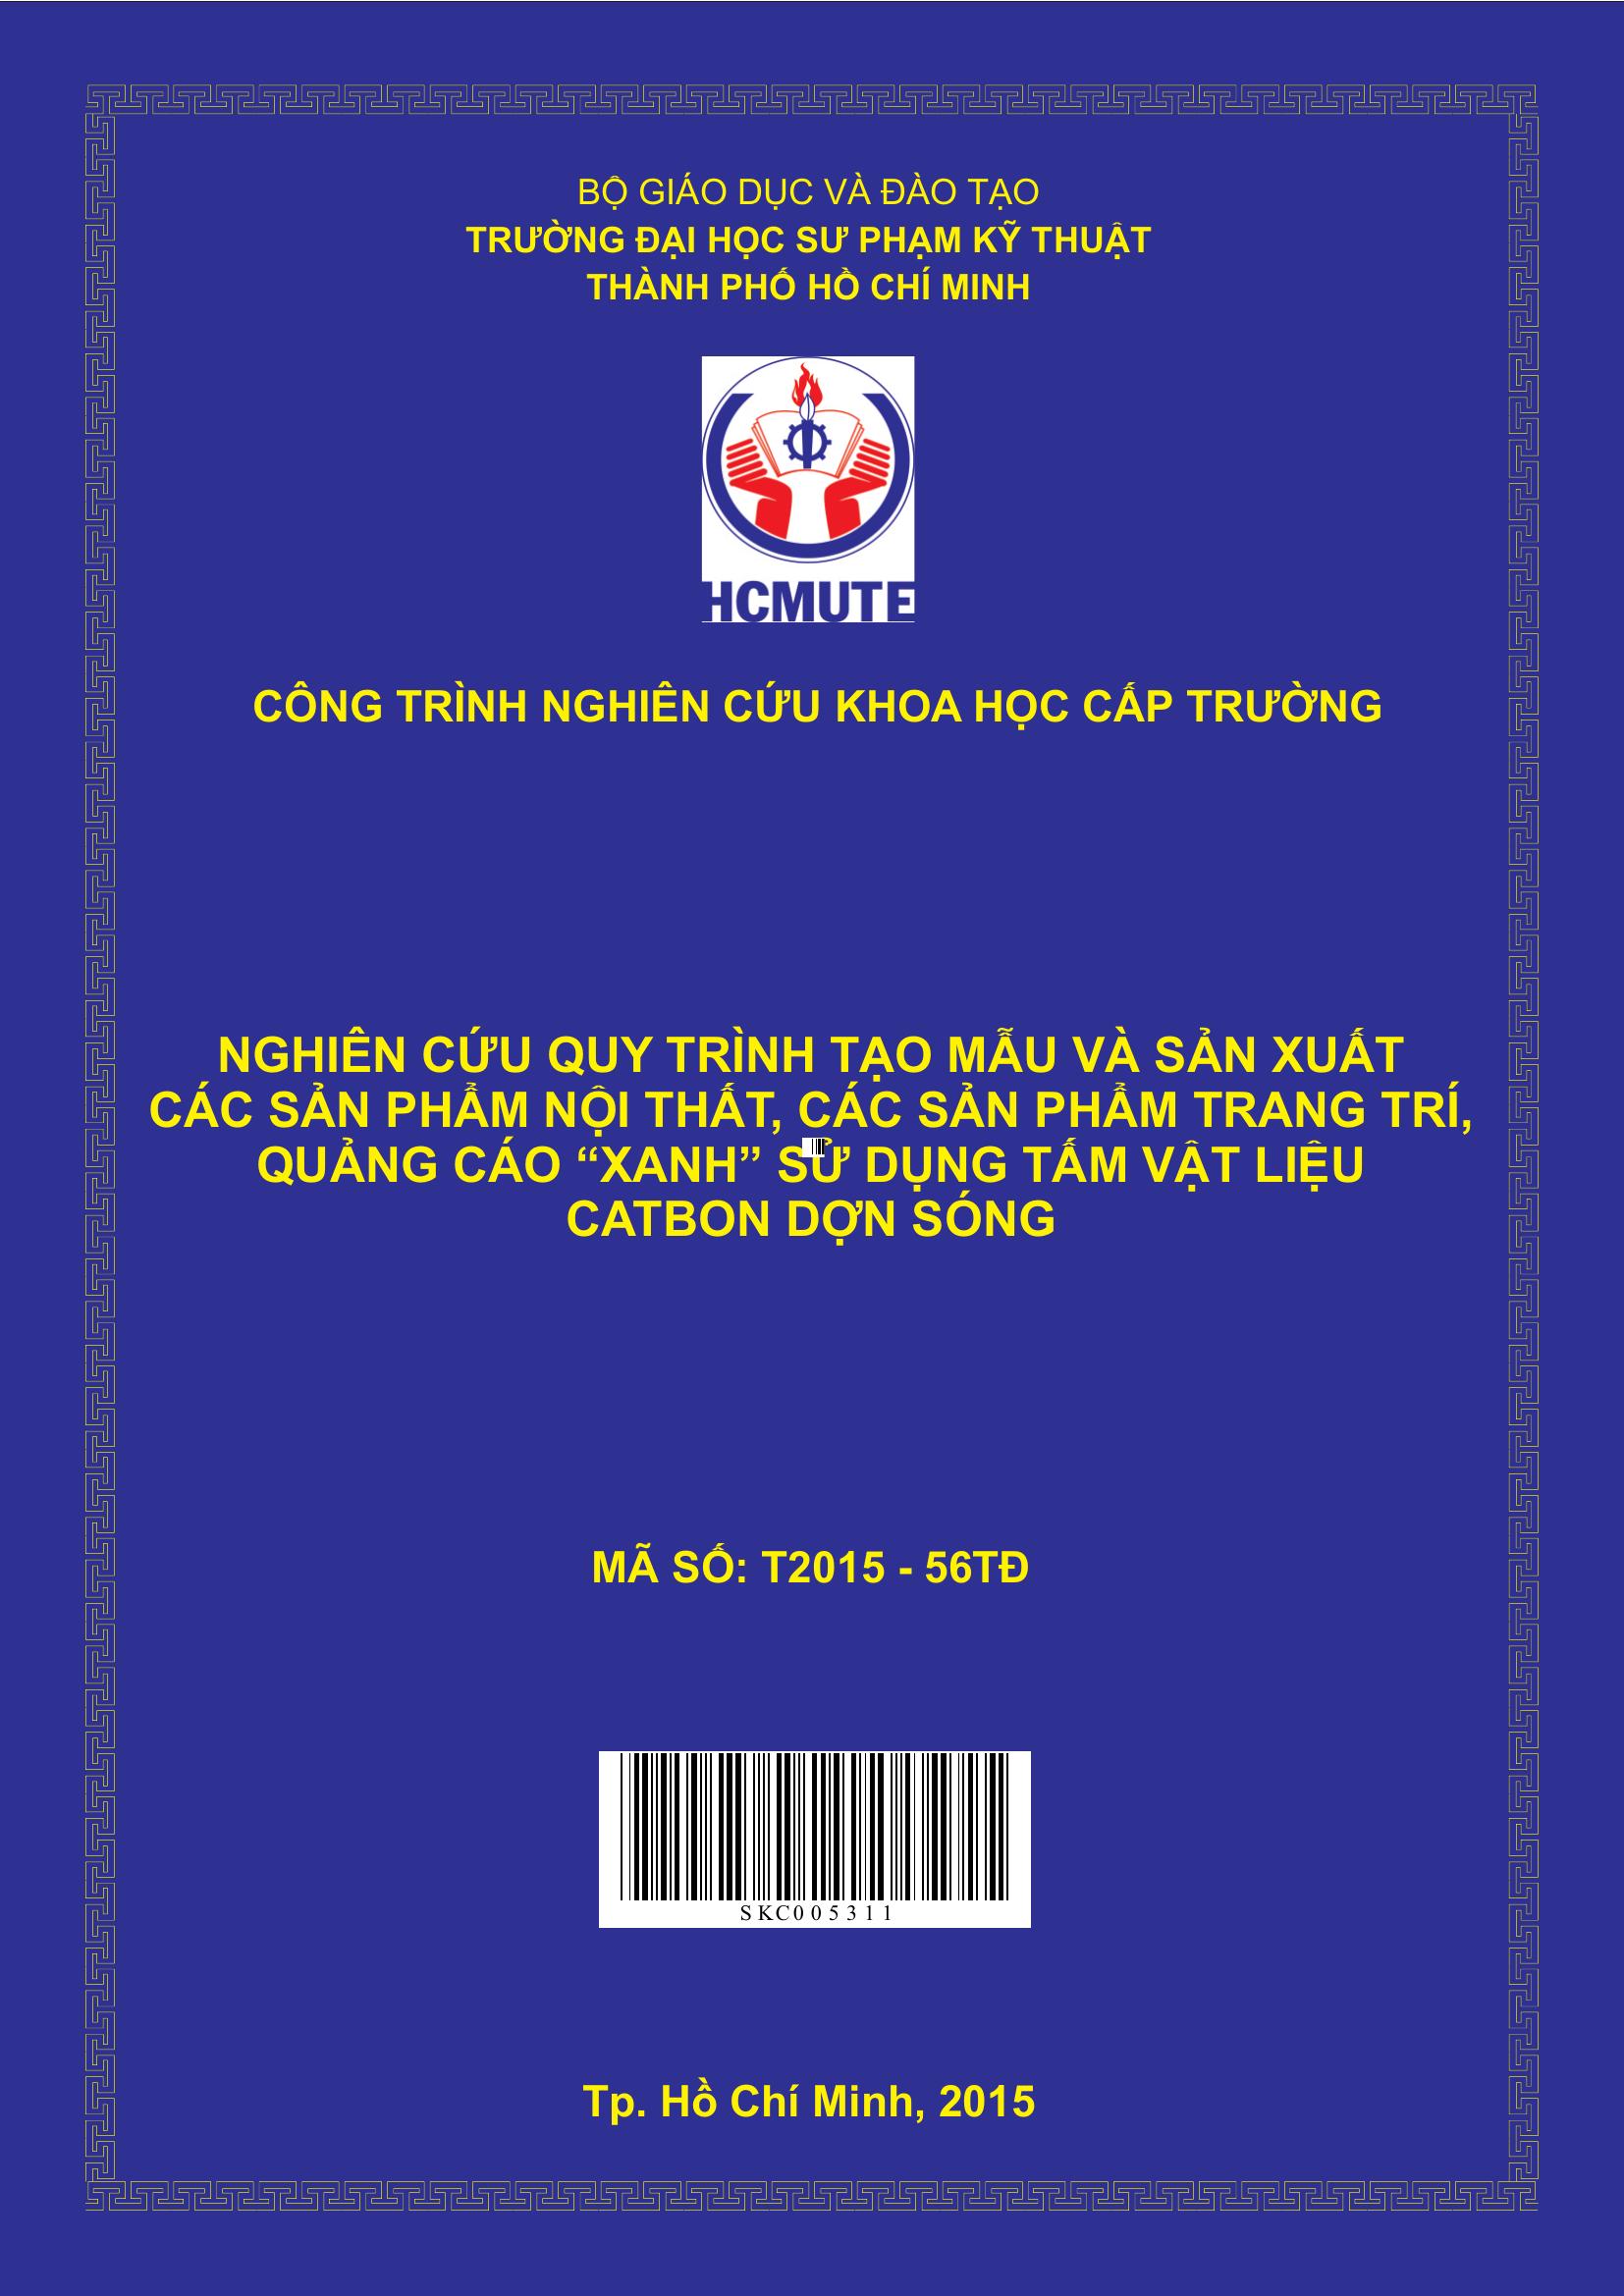 BỘ GIÁO DỤC VÀ ĐÀO TẠO
TRƯỜNG ĐẠI HỌC SƯ PHẠM KỸ THUẬT
THÀNH PHỐ HỒ CHÍ MINH
HCMUTE
CÔNG TRÌNH NGHIÊN CỨU KHOA HỌC CẤP TRƯỜNG
NGHIÊN CỨU QUY TRÌNH TẠO MẪU VÀ SẢN XUẤT
CÁC SẢN PHẨM NỘI THẤT, CÁC SẢN PHẨM TRANG TRÍ,
QUẢNG CÁO “XANH” SỬ DỤNG TẤM VẬT LIỆU
CATBON DỢN SÓNG
MÃ SỐ: T2015 - 56TĐ
SKC005311
Tp. Hồ Chí Minh, 2015